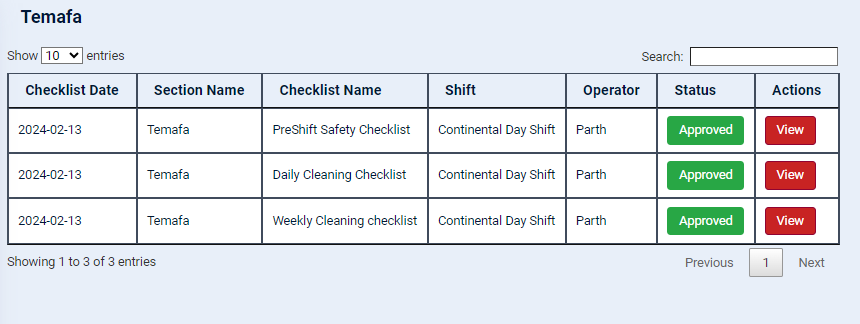 Temafa
Show 10 entries Search:
Checklist Date Section Name Checklist Name Shift Operator Status Actions
2024-02-13 Temafa PreShift Safety Checklist Continental Day Shift Parth Approved View
2024-02-13 Temafa Daily Cleaning Checklist Continental Day Shift Parth Approved View
2024-02-13 Temafa Weekly Cleaning checklist Continental Day Shift Parth Approved View
Showing 1 to 3 of 3 entries Previous 1 Next